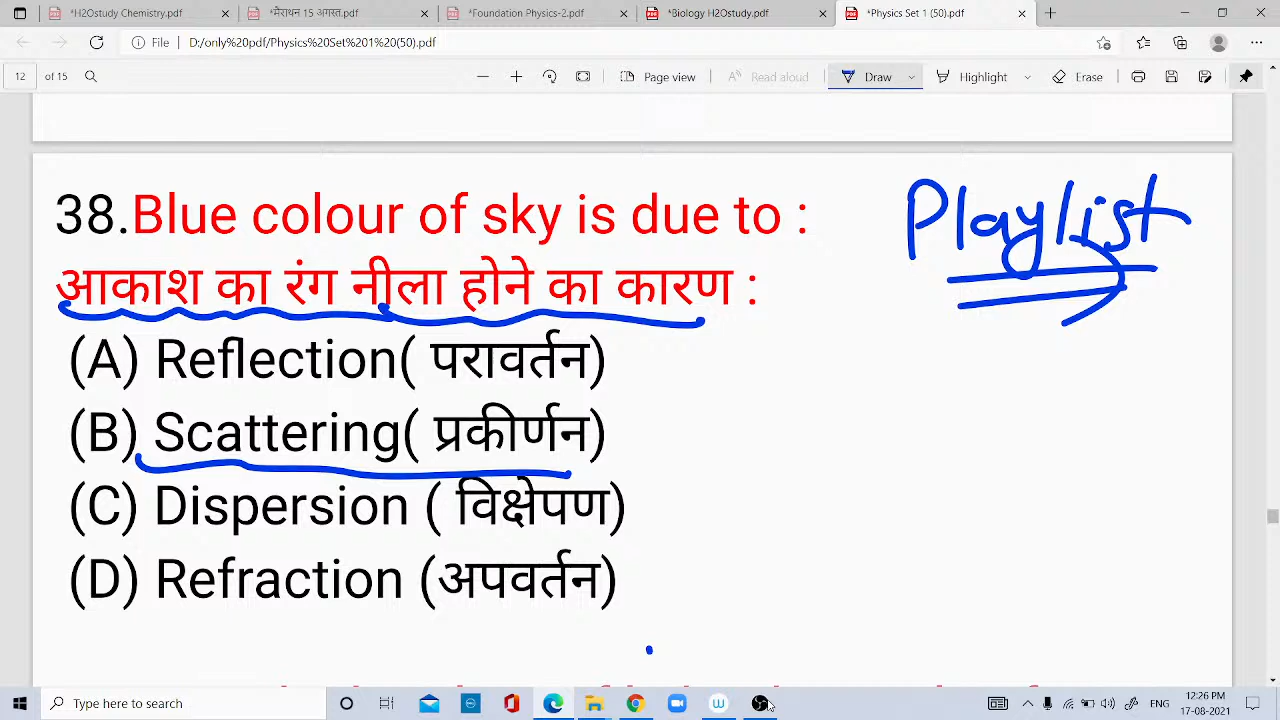 *H2Ostudy Chemistry.pdf
*मैराथन 15 अगस्त.pdf
*Foundation Physics-2.pdf
*Biology H2Ostudy.pdf
*Physics Set 1 (50).pdf
File
D:/only%20pdf/Physics%20Set%201%20(50).pdf
12 of 15
Page view
Read aloud
Draw
Highlight
Erase
38.Blue colour of sky is due to :
Playlist
आकाश का रंग नीला होने का कारण :
(A) Reflection( परावर्तन)
(B) Scattering( प्रकीर्णन)
(C) Dispersion ( विक्षेपण)
(D) Refraction (अपवर्तन)
Type here to search
ENG
12:26 PM
17-08-2021